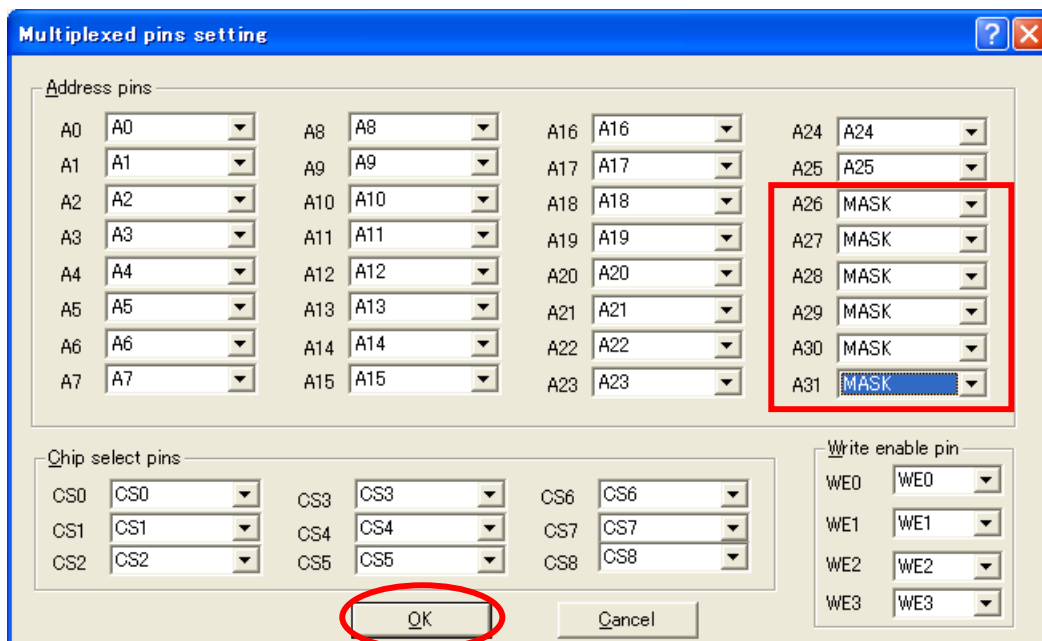 Multiplexed pins setting
Address pins
A0 A0 A8 A8 A16 A16 A24 A24
A1 A1 A9 A9 A17 A17 A25 A25
A2 A2 A10 A10 A18 A18 A26 MASK
A3 A3 A11 A11 A19 A19 A27 MASK
A4 A4 A12 A12 A20 A20 A28 MASK
A5 A5 A13 A13 A21 A21 A29 MASK
A6 A6 A14 A14 A22 A22 A30 MASK
A7 A7 A15 A15 A23 A23 A31 MASK
Chip select pins
CS0 CS0 CS3 CS3 CS6 CS6
CS1 CS1 CS4 CS4 CS7 CS7
CS2 CS2 CS5 CS5 CS8 CS8
Write enable pin
WE0 WE0
WE1 WE1
WE2 WE2
WE3 WE3
OK Cancel